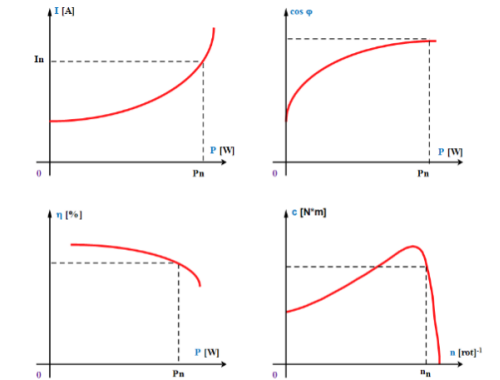 I [A]
In
P [W]
0
Pn
cos φ
P [W]
0
Pn
η [%]
P [W]
0
Pn
c [N*m]
n [rot]-1
0
nn